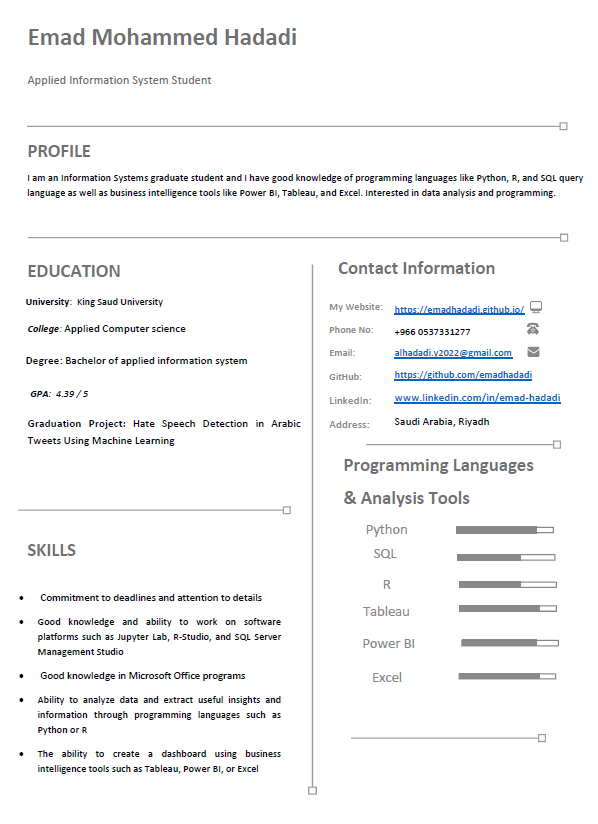 Emad Mohammed Hadadi
Applied Information System Student
PROFILE
I am an Information Systems graduate student and I have good knowledge of programming languages like Python, R, and SQL query
language as well as business intelligence tools like Power BI, Tableau, and Excel. Interested in data analysis and programming.
EDUCATION
University: King Saud University
College: Applied Computer science
Degree: Bachelor of applied information system
GPA: 4.39 / 5
Graduation Project: Hate Speech Detection in Arabic
Tweets Using Machine Learning
SKILLS
• Commitment to deadlines and attention to details
• Good knowledge and ability to work on software
platforms such as Jupyter Lab, R-Studio, and SQL Server
Management Studio
• Good knowledge in Microsoft Office programs
• Ability to analyze data and extract useful insights and
information through programming languages such as
Python or R
• The ability to create a dashboard using business
intelligence tools such as Tableau, Power BI, or Excel
Contact Information
My Website: https://emadhadadi.github.io/
Phone No: +966 0537331277
Email: alhadadi.y2022@gmail.com
GitHub: https://github.com/emadhadadi
LinkedIn: www.linkedin.com/in/emad-hadadi
Address: Saudi Arabia, Riyadh
Programming Languages
& Analysis Tools
Python
SQL
R
Tableau
Power BI
Excel